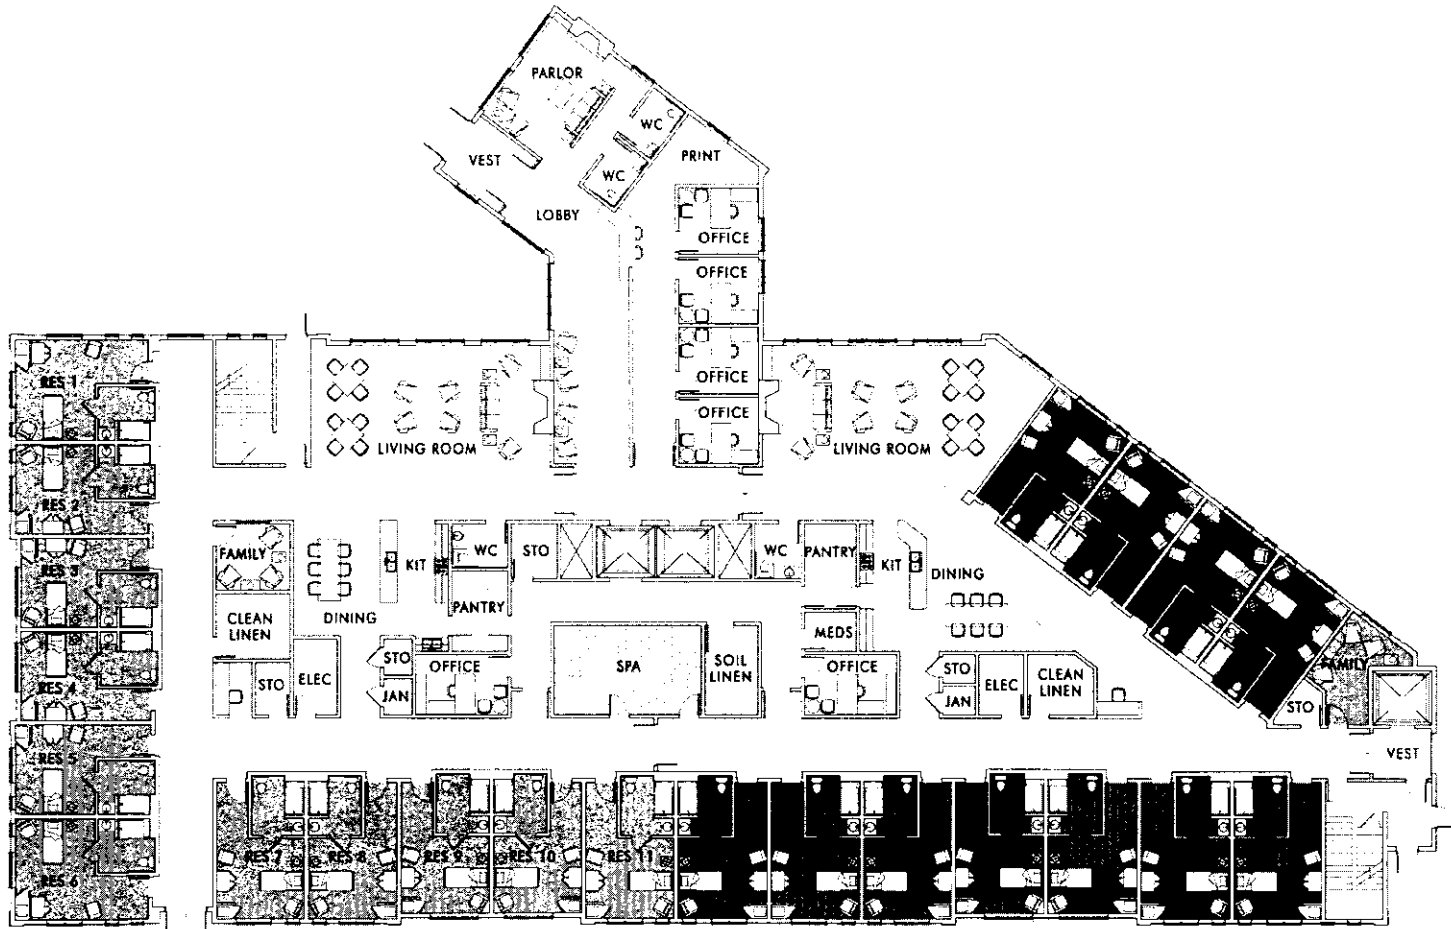 PARLOR
WC
PRINT
VEST
WC
LOBBY
OFFICE
OFFICE
OFFICE
OFFICE
RES 1
LIVING ROOM
LIVING ROOM
RES 2
FAMILY
KIT
WC
STO
WC
PANTRY
KIT
DINING
RES 3
PANTRY
CLEAN
LINEN
DINING
MEDS
STO
OFFICE
SPA
SOIL
LINEN
OFFICE
STO
CLEAN
LINEN
FAMILY
RES 4
STO
ELEC
JAN
JAN
ELEC
STO
RES 5
VEST
RES 6
RES 7
RES 8
RES 9
RES 10
RES 11